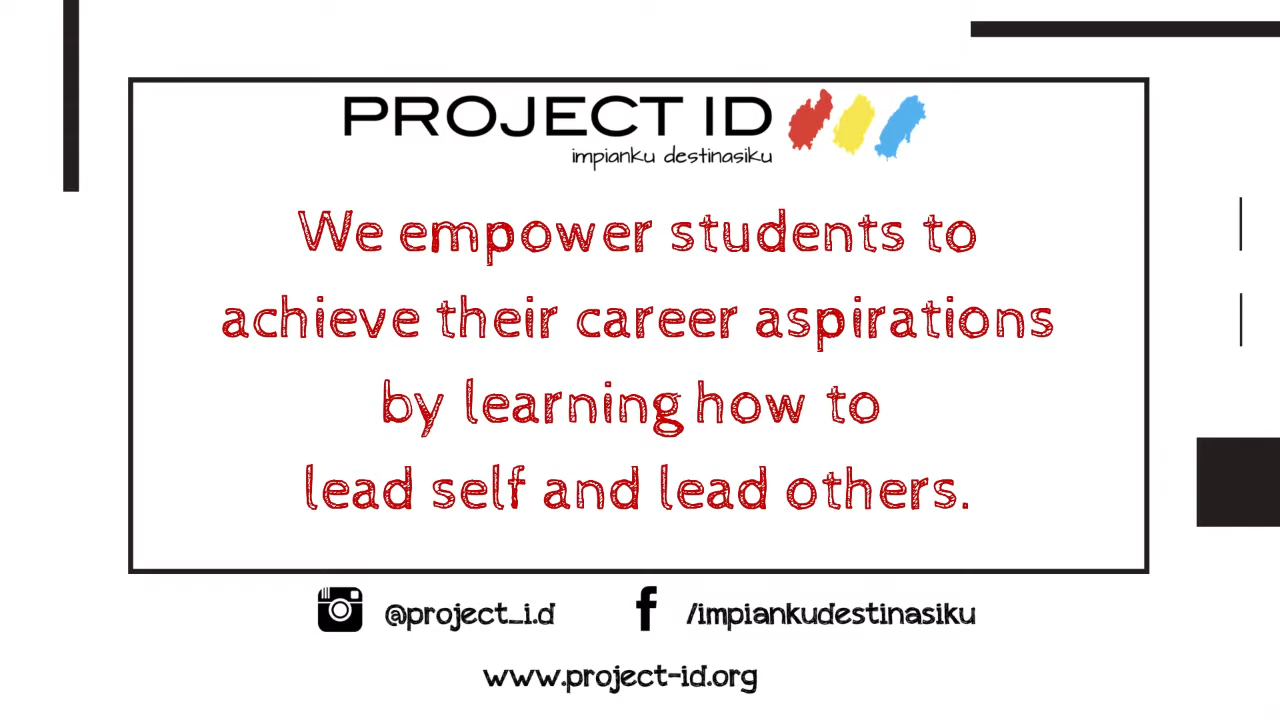 PROJECT ID
impianku destinasiku
We empower students to
achieve their career aspirations
by learning how to
lead self and lead others.
@project_i.d
/impiankudestinasiku
www.project-id.org